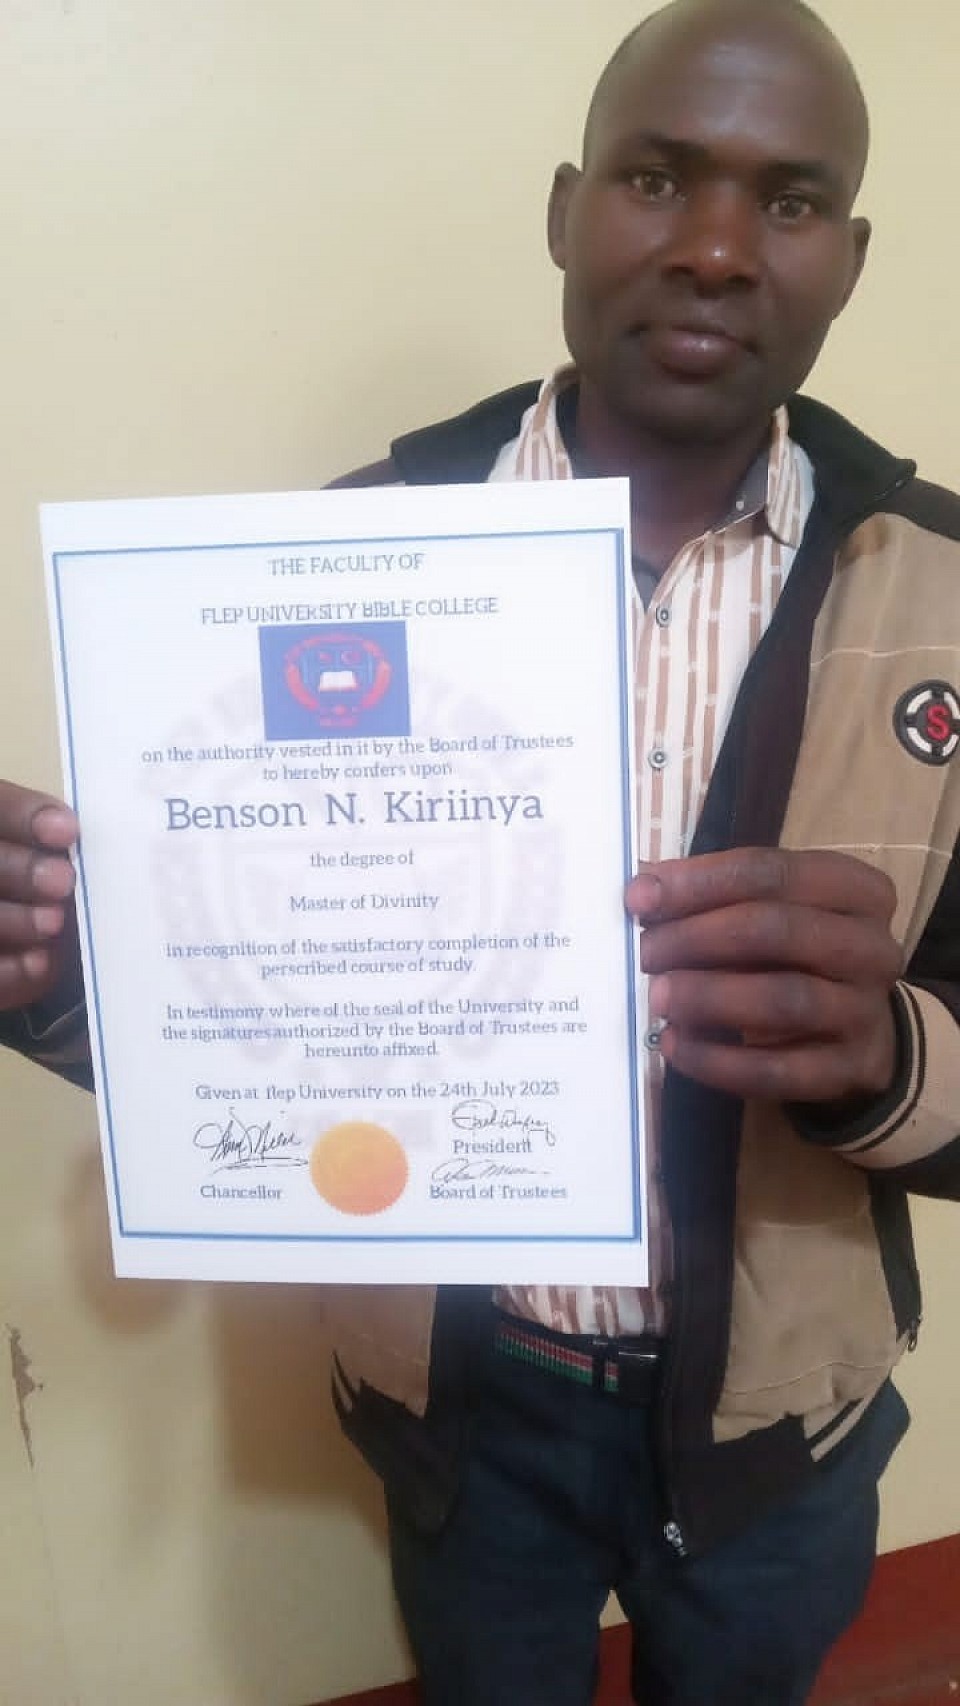 THE FACULTY OF
FLEP UNIVERSITY BIBLE COLLEGE
on the authority vested in it by the Board of Trustees
to hereby confers upon
Benson N. Kiriinya
the degree of
Master of Divinity
in recognition of the satisfactory completion of the
perscribed course of study.
In testimony where of the seal of the University and
the signatures authorized by the Board of Trustees are
hereunto affixed.
Given at flep University on the 24th July 2023
President
Chancellor
Board of Trustees
S